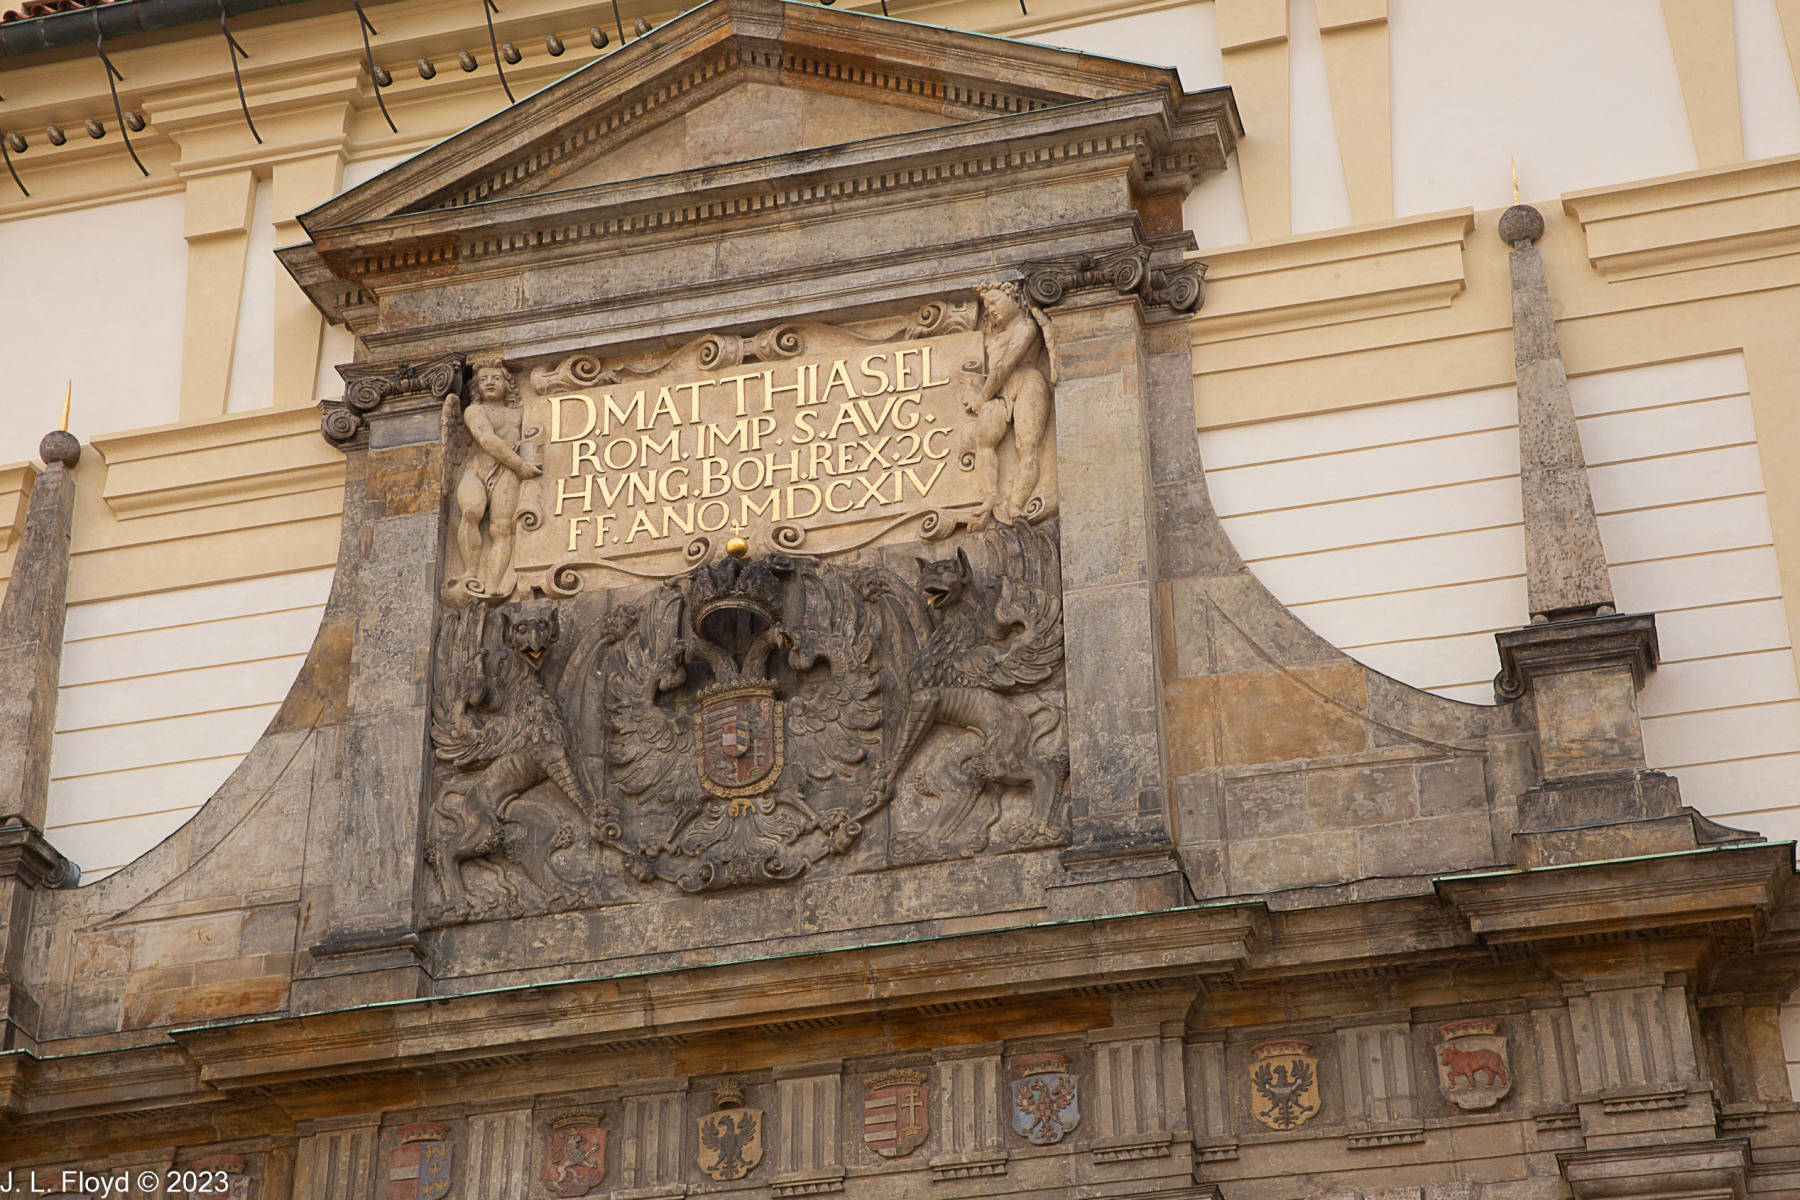 D.MATTHIAS.EL
ROM.IMP.S.AVG.
HVNG.BOH.REX.2C
FF.ANO.MDCXIV
J. L. Floyd © 2023